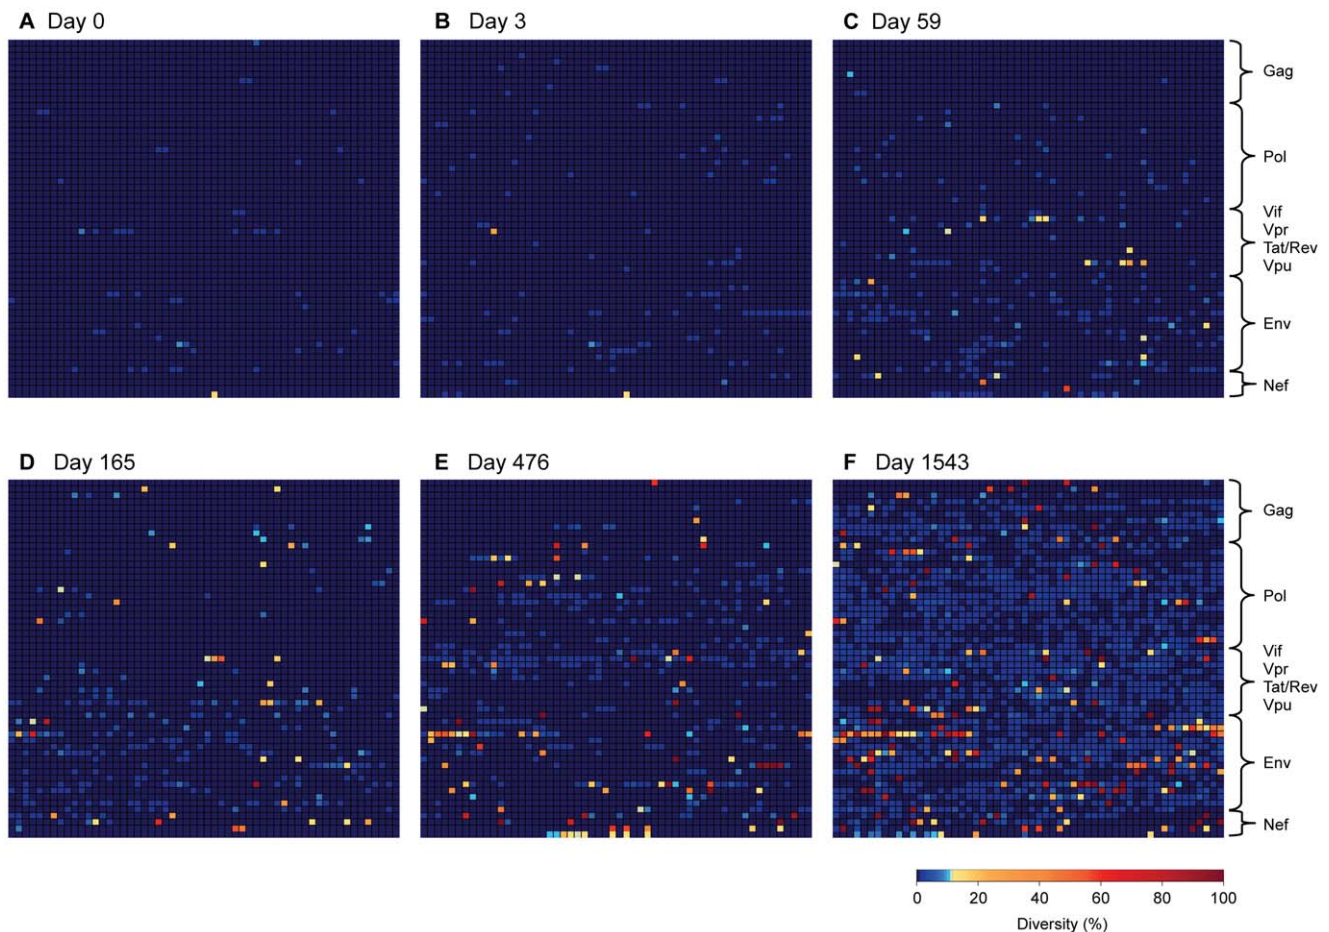 A Day 0
B Day 3
C Day 59
Gag
Pol
Vif
Vpr
Tat/Rev
Vpu
Env
Nef
D Day 165
E Day 476
F Day 1543
Gag
Pol
Vif
Vpr
Tat/Rev
Vpu
Env
Nef
0 20 40 60 80 100
Diversity (%)